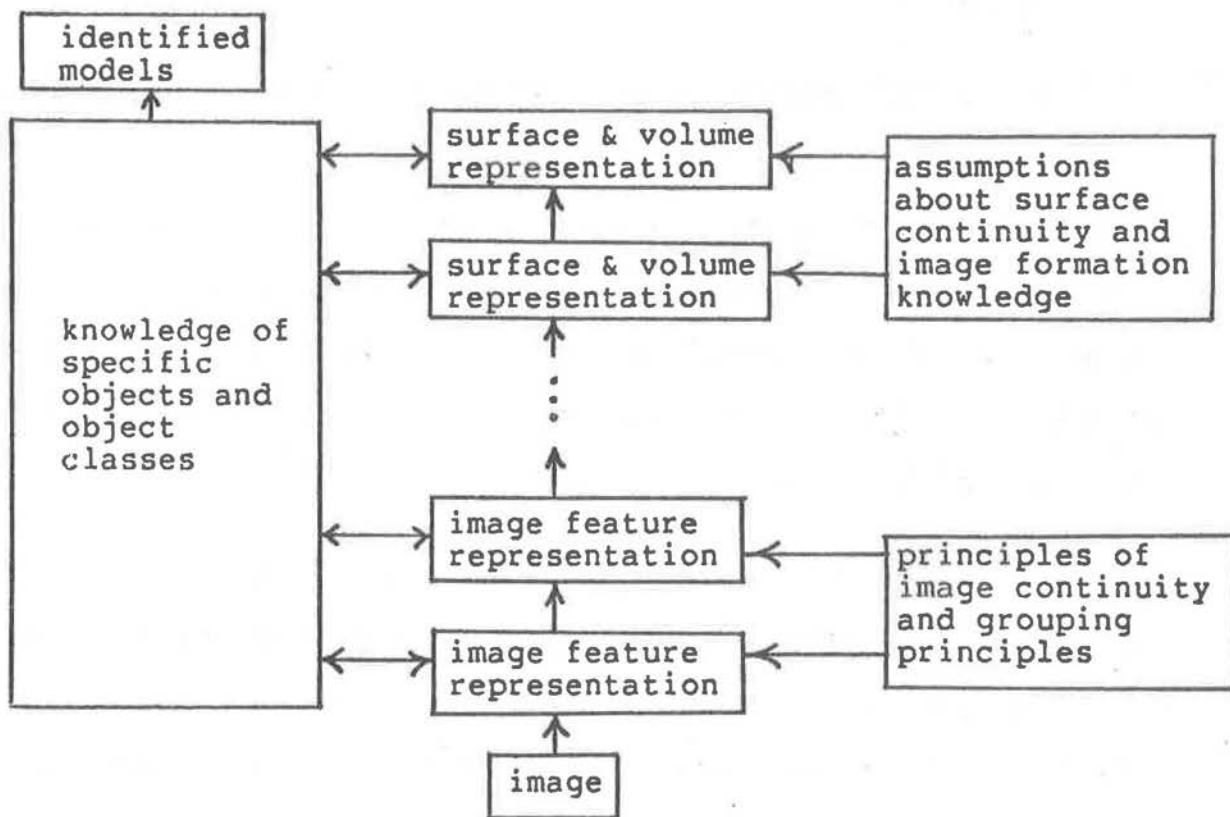 identified
models
surface & volume
representation
assumptions
about surface
continuity and
image formation
knowledge
surface & volume
representation
knowledge of
specific
objects and
object
classes
image feature
representation
principles of
image continuity
and grouping
principles
image feature
representation
image